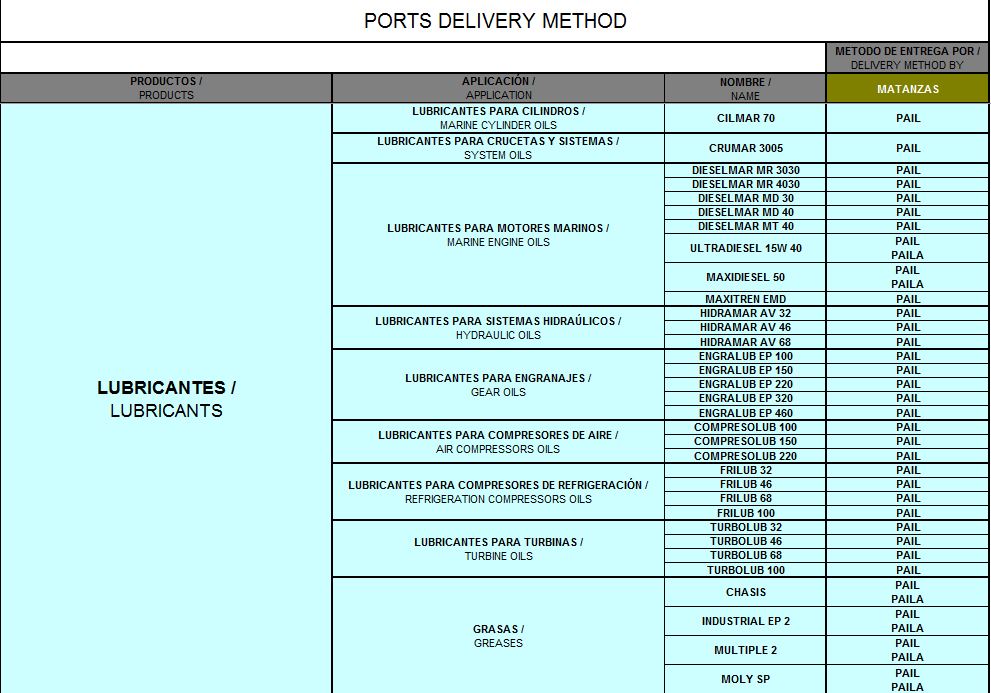 PORTS DELIVERY METHOD
METODO DE ENTREGA POR /
DELIVERY METHOD BY
PRODUCTOS /
PRODUCTS
APLICACIÓN /
APPLICATION
NOMBRE /
NAME
MATANZAS
LUBRICANTES /
LUBRICANTS
LUBRICANTES PARA CILINDROS /
MARINE CYLINDER OILS
CILMAR 70
PAIL
LUBRICANTES PARA CRUCETAS Y SISTEMAS /
SYSTEM OILS
CRUMAR 3005
PAIL
LUBRICANTES PARA MOTORES MARINOS /
MARINE ENGINE OILS
DIESELMAR MR 3030
PAIL
DIESELMAR MR 4030
PAIL
DIESELMAR MD 30
PAIL
DIESELMAR MD 40
PAIL
DIESELMAR MT 40
PAIL
ULTRADIESEL 15W 40
PAIL
PAILA
MAXIDIESEL 50
PAIL
PAILA
MAXITREN EMD
PAIL
LUBRICANTES PARA SISTEMAS HIDRAÚLICOS /
HYDRAULIC OILS
HIDRAMAR AV 32
PAIL
HIDRAMAR AV 46
PAIL
HIDRAMAR AV 68
PAIL
LUBRICANTES PARA ENGRANAJES /
GEAR OILS
ENGRALUB EP 100
PAIL
ENGRALUB EP 150
PAIL
ENGRALUB EP 220
PAIL
ENGRALUB EP 320
PAIL
ENGRALUB EP 460
PAIL
LUBRICANTES PARA COMPRESORES DE AIRE /
AIR COMPRESSORS OILS
COMPRESOLUB 100
PAIL
COMPRESOLUB 150
PAIL
COMPRESOLUB 220
PAIL
LUBRICANTES PARA COMPRESORES DE REFRIGERACIÓN /
REFRIGERATION COMPRESSORS OILS
FRILUB 32
PAIL
FRILUB 46
PAIL
FRILUB 68
PAIL
FRILUB 100
PAIL
LUBRICANTES PARA TURBINAS /
TURBINE OILS
TURBOLUB 32
PAIL
TURBOLUB 46
PAIL
TURBOLUB 68
PAIL
TURBOLUB 100
PAIL
GRASAS /
GREASES
CHASIS
PAIL
PAILA
INDUSTRIAL EP 2
PAIL
PAILA
MULTIPLE 2
PAIL
PAILA
MOLY SP
PAIL
PAILA